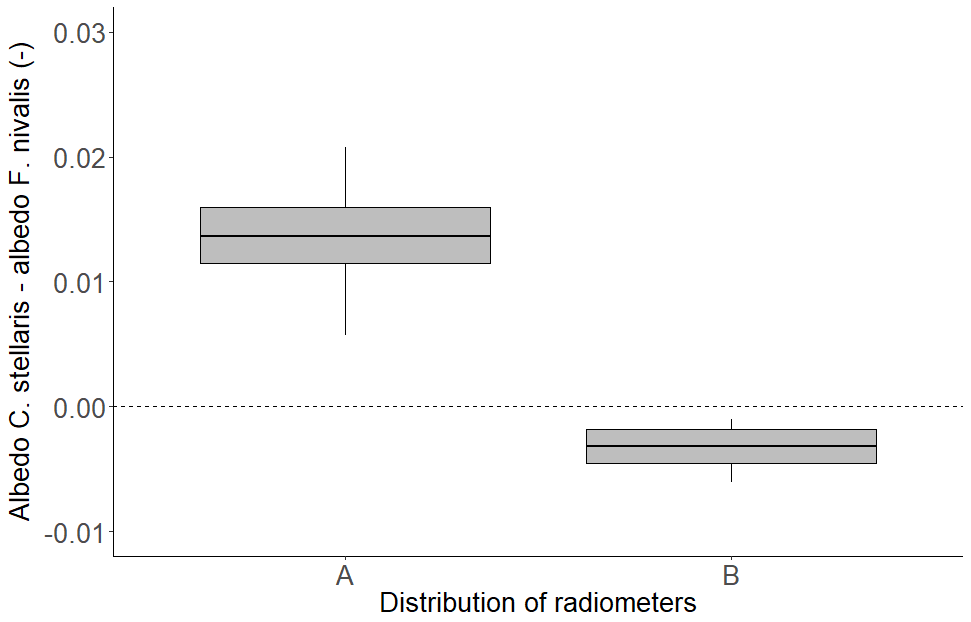 Albedo C. stellaris - albedo F. nivalis (-)
0.03
0.02
0.01
0.00
-0.01
A
B
Distribution of radiometers